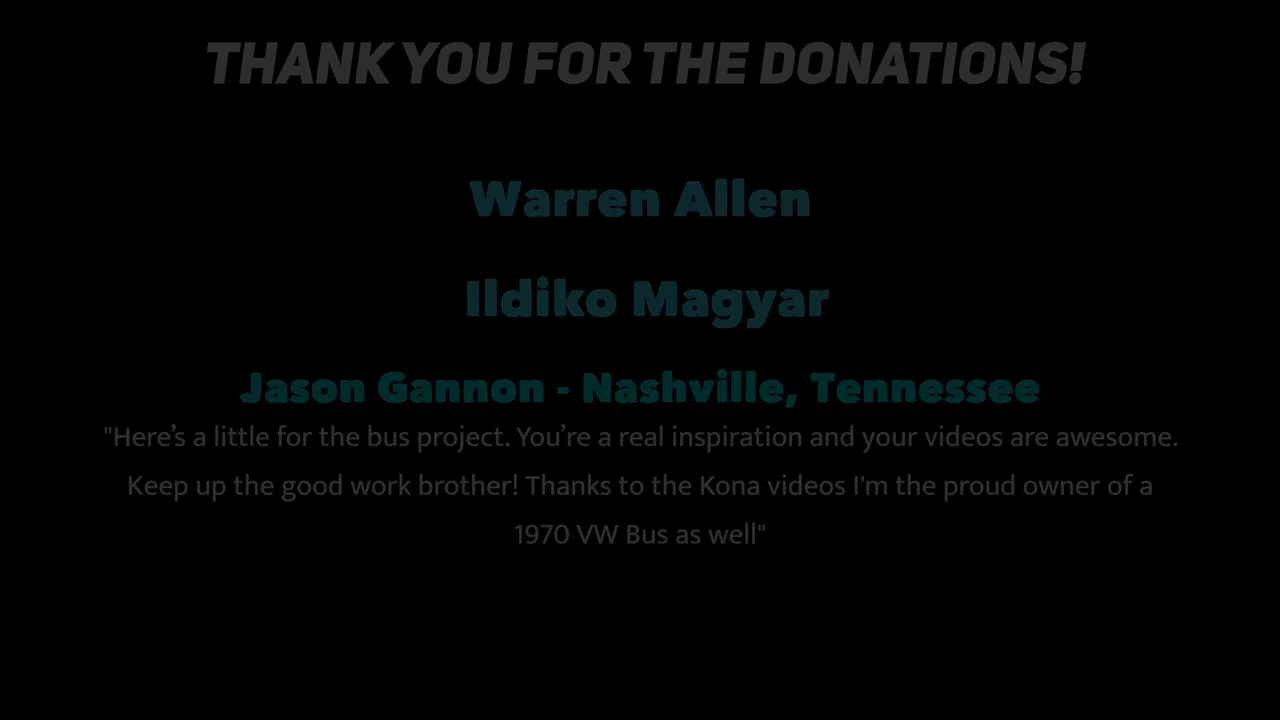 THANK YOU FOR THE DONATIONS!
Warren Allen
Ildiko Magyar
Jason Gannon - Nashville, Tennessee
"Here’s a little for the bus project. You’re a real inspiration and your videos are awesome.
Keep up the good work brother! Thanks to the Kona videos I'm the proud owner of a
1970 VW Bus as well"